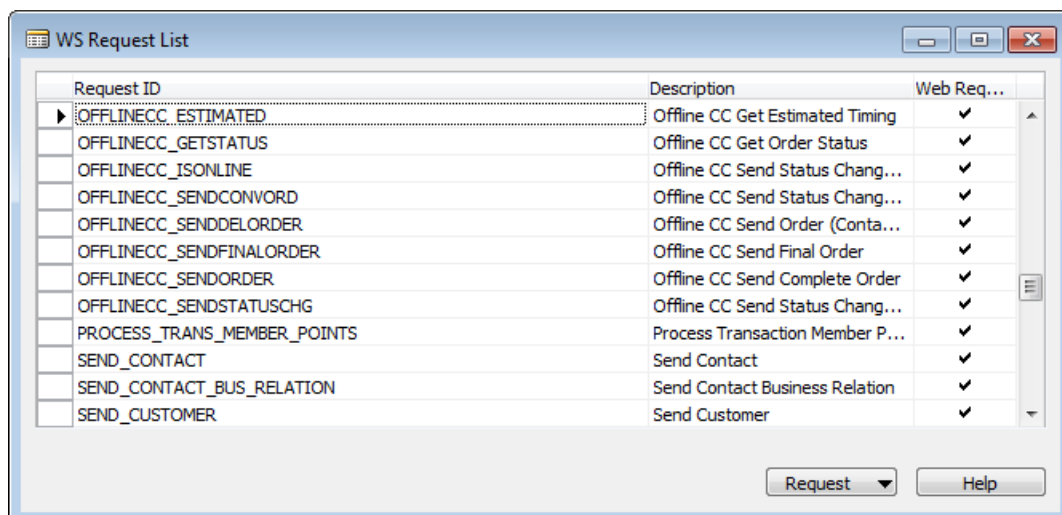 WS Request List
Request ID Description Web Req...
OFFLINECC_ESTIMATED Offline CC Get Estimated Timing
OFFLINECC_GETSTATUS Offline CC Get Order Status
OFFLINECC_ISONLINE Offline CC Send Status Chang...
OFFLINECC_SENDCONVORD Offline CC Send Status Chang...
OFFLINECC_SENDDELORDER Offline CC Send Order (Conta...
OFFLINECC_SENDFINALORDER Offline CC Send Final Order
OFFLINECC_SENDORDER Offline CC Send Complete Order
OFFLINECC_SENDSTATUSCHG Offline CC Send Status Chang...
PROCESS_TRANS_MEMBER_POINTS Process Transaction Member P...
SEND_CONTACT Send Contact
SEND_CONTACT_BUS_RELATION Send Contact Business Relation
SEND_CUSTOMER Send Customer
Request Help